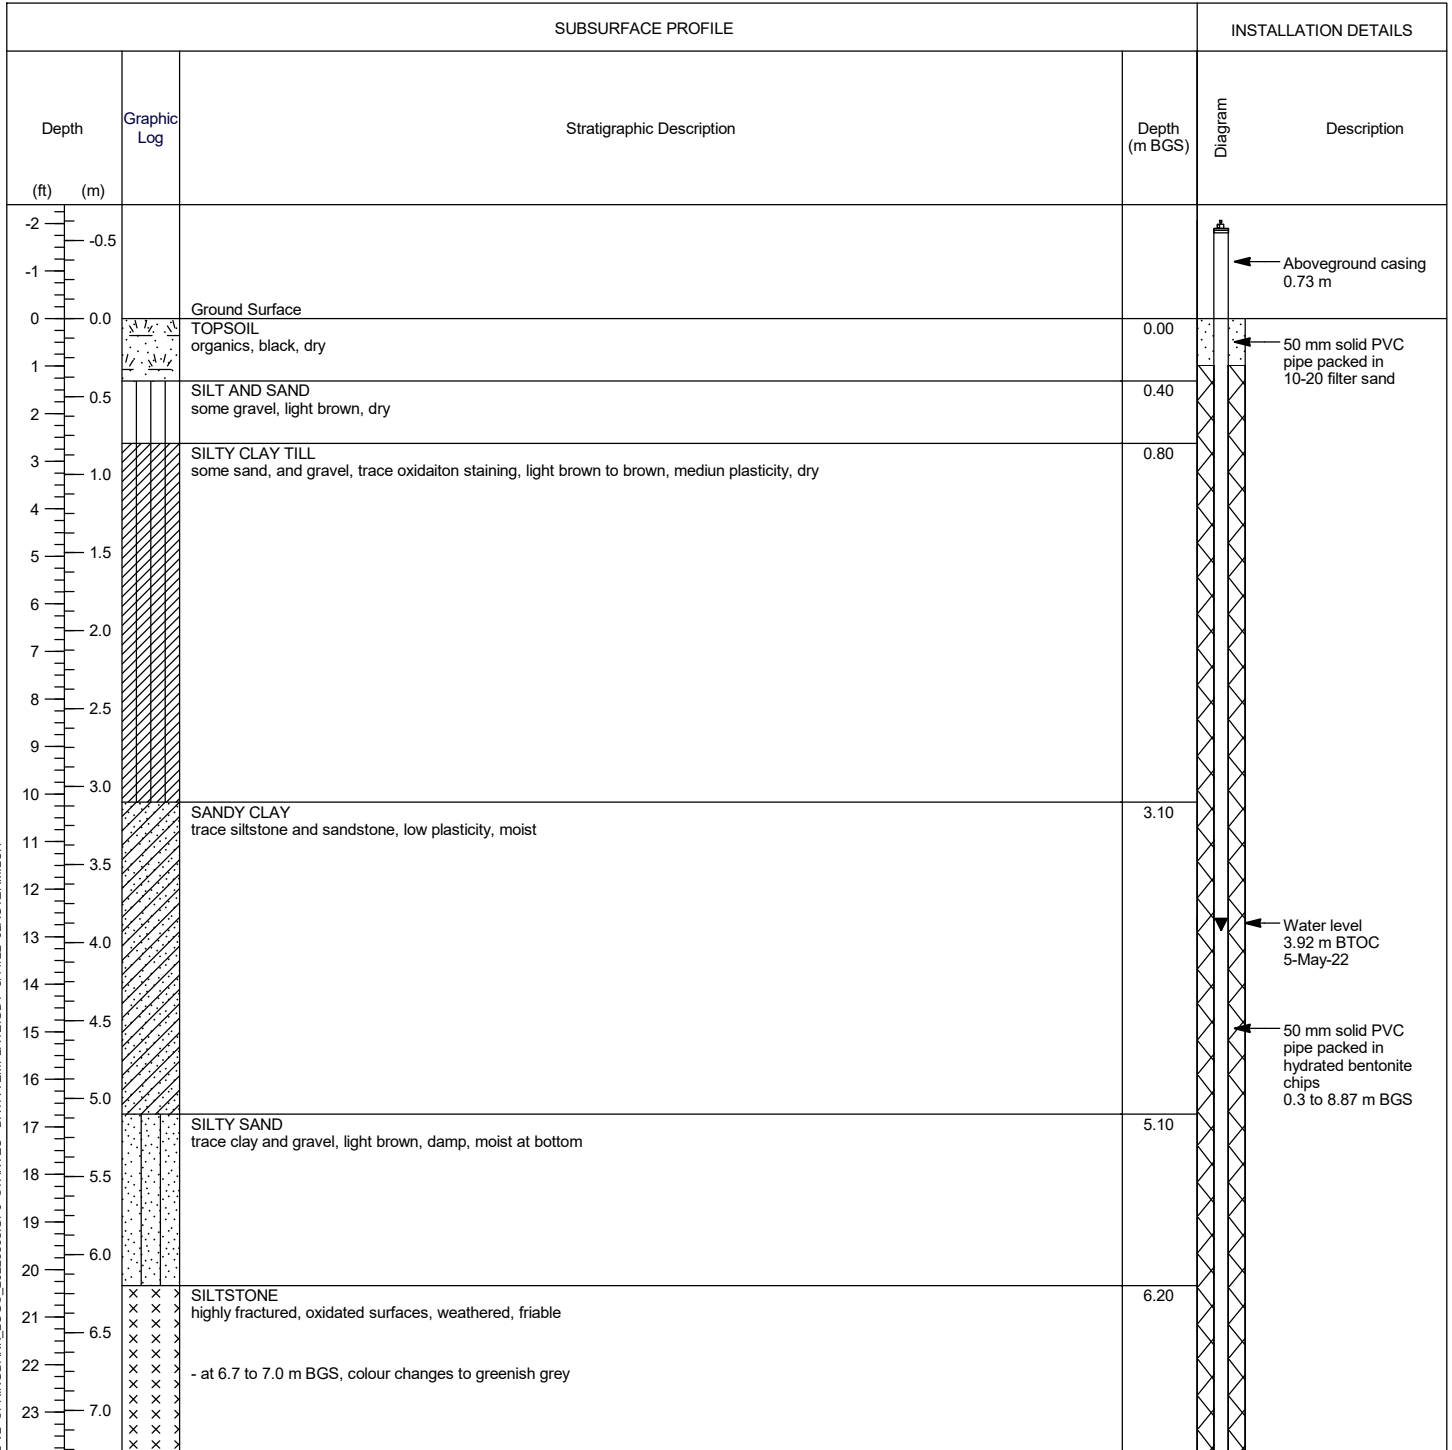 SUBSURFACE PROFILE
INSTALLATION DETAILS
Depth
Graphic
Log
Stratigraphic Description
Depth
(m BGS)
Diagram
Description
(ft)
(m)
-2
-0.5
-1
Aboveground casing
0.73 m
Ground Surface
0
0.0
TOPSOIL
organics, black, dry
0.00
50 mm solid PVC
pipe packed in
10-20 filter sand
1
0.5
SILT AND SAND
some gravel, light brown, dry
0.40
2
3
SILTY CLAY TILL
some sand, and gravel, trace oxidaiton staining, light brown to brown, mediun plasticity, dry
0.80
1.0
4
5
1.5
6
2.0
7
8
2.5
9
3.0
10
SANDY CLAY
trace siltstone and sandstone, low plasticity, moist
3.10
11
3.5
12
13
4.0
Water level
3.92 m BTOC
5-May-22
14
4.5
15
50 mm solid PVC
pipe packed in
hydrated bentonite
chips
0.3 to 8.87 m BGS
16
5.0
17
SILTY SAND
trace clay and gravel, light brown, damp, moist at bottom
5.10
18
5.5
19
6.0
20
SILTSTONE
highly fractured, oxidated surfaces, weathered, friable
6.20
21
6.5
22
- at 6.7 to 7.0 m BGS, colour changes to greenish grey
23
7.0